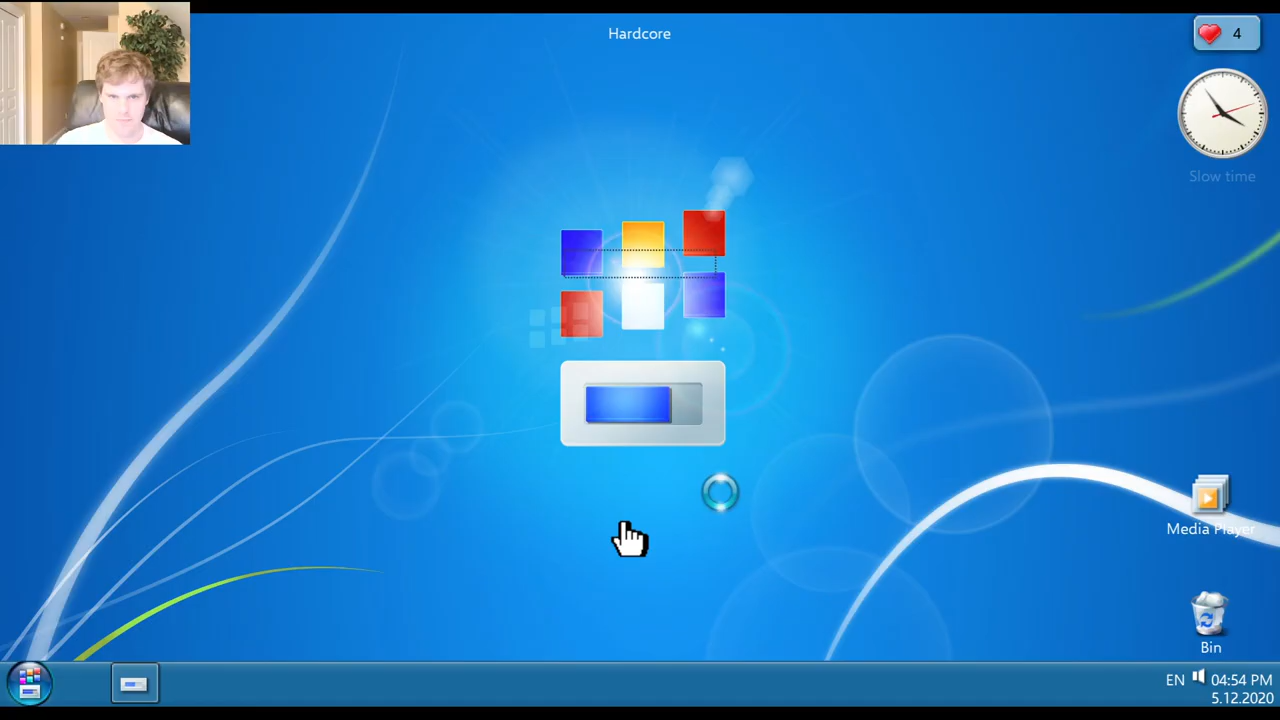 Hardcore
4
Slow time
Media Player
Bin
EN 04:54 PM
5.12.2020